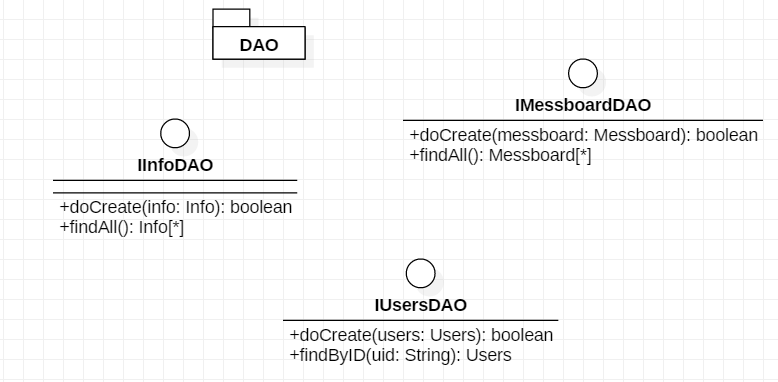 DAO
IMessboardDAO
+doCreate(messboard: Messboard): boolean
+findAll(): Messboard[*]
IInfoDAO
+doCreate(info: Info): boolean
+findAll(): Info[*]
IUsersDAO
+doCreate(users: Users): boolean
+findByID(uid: String): Users